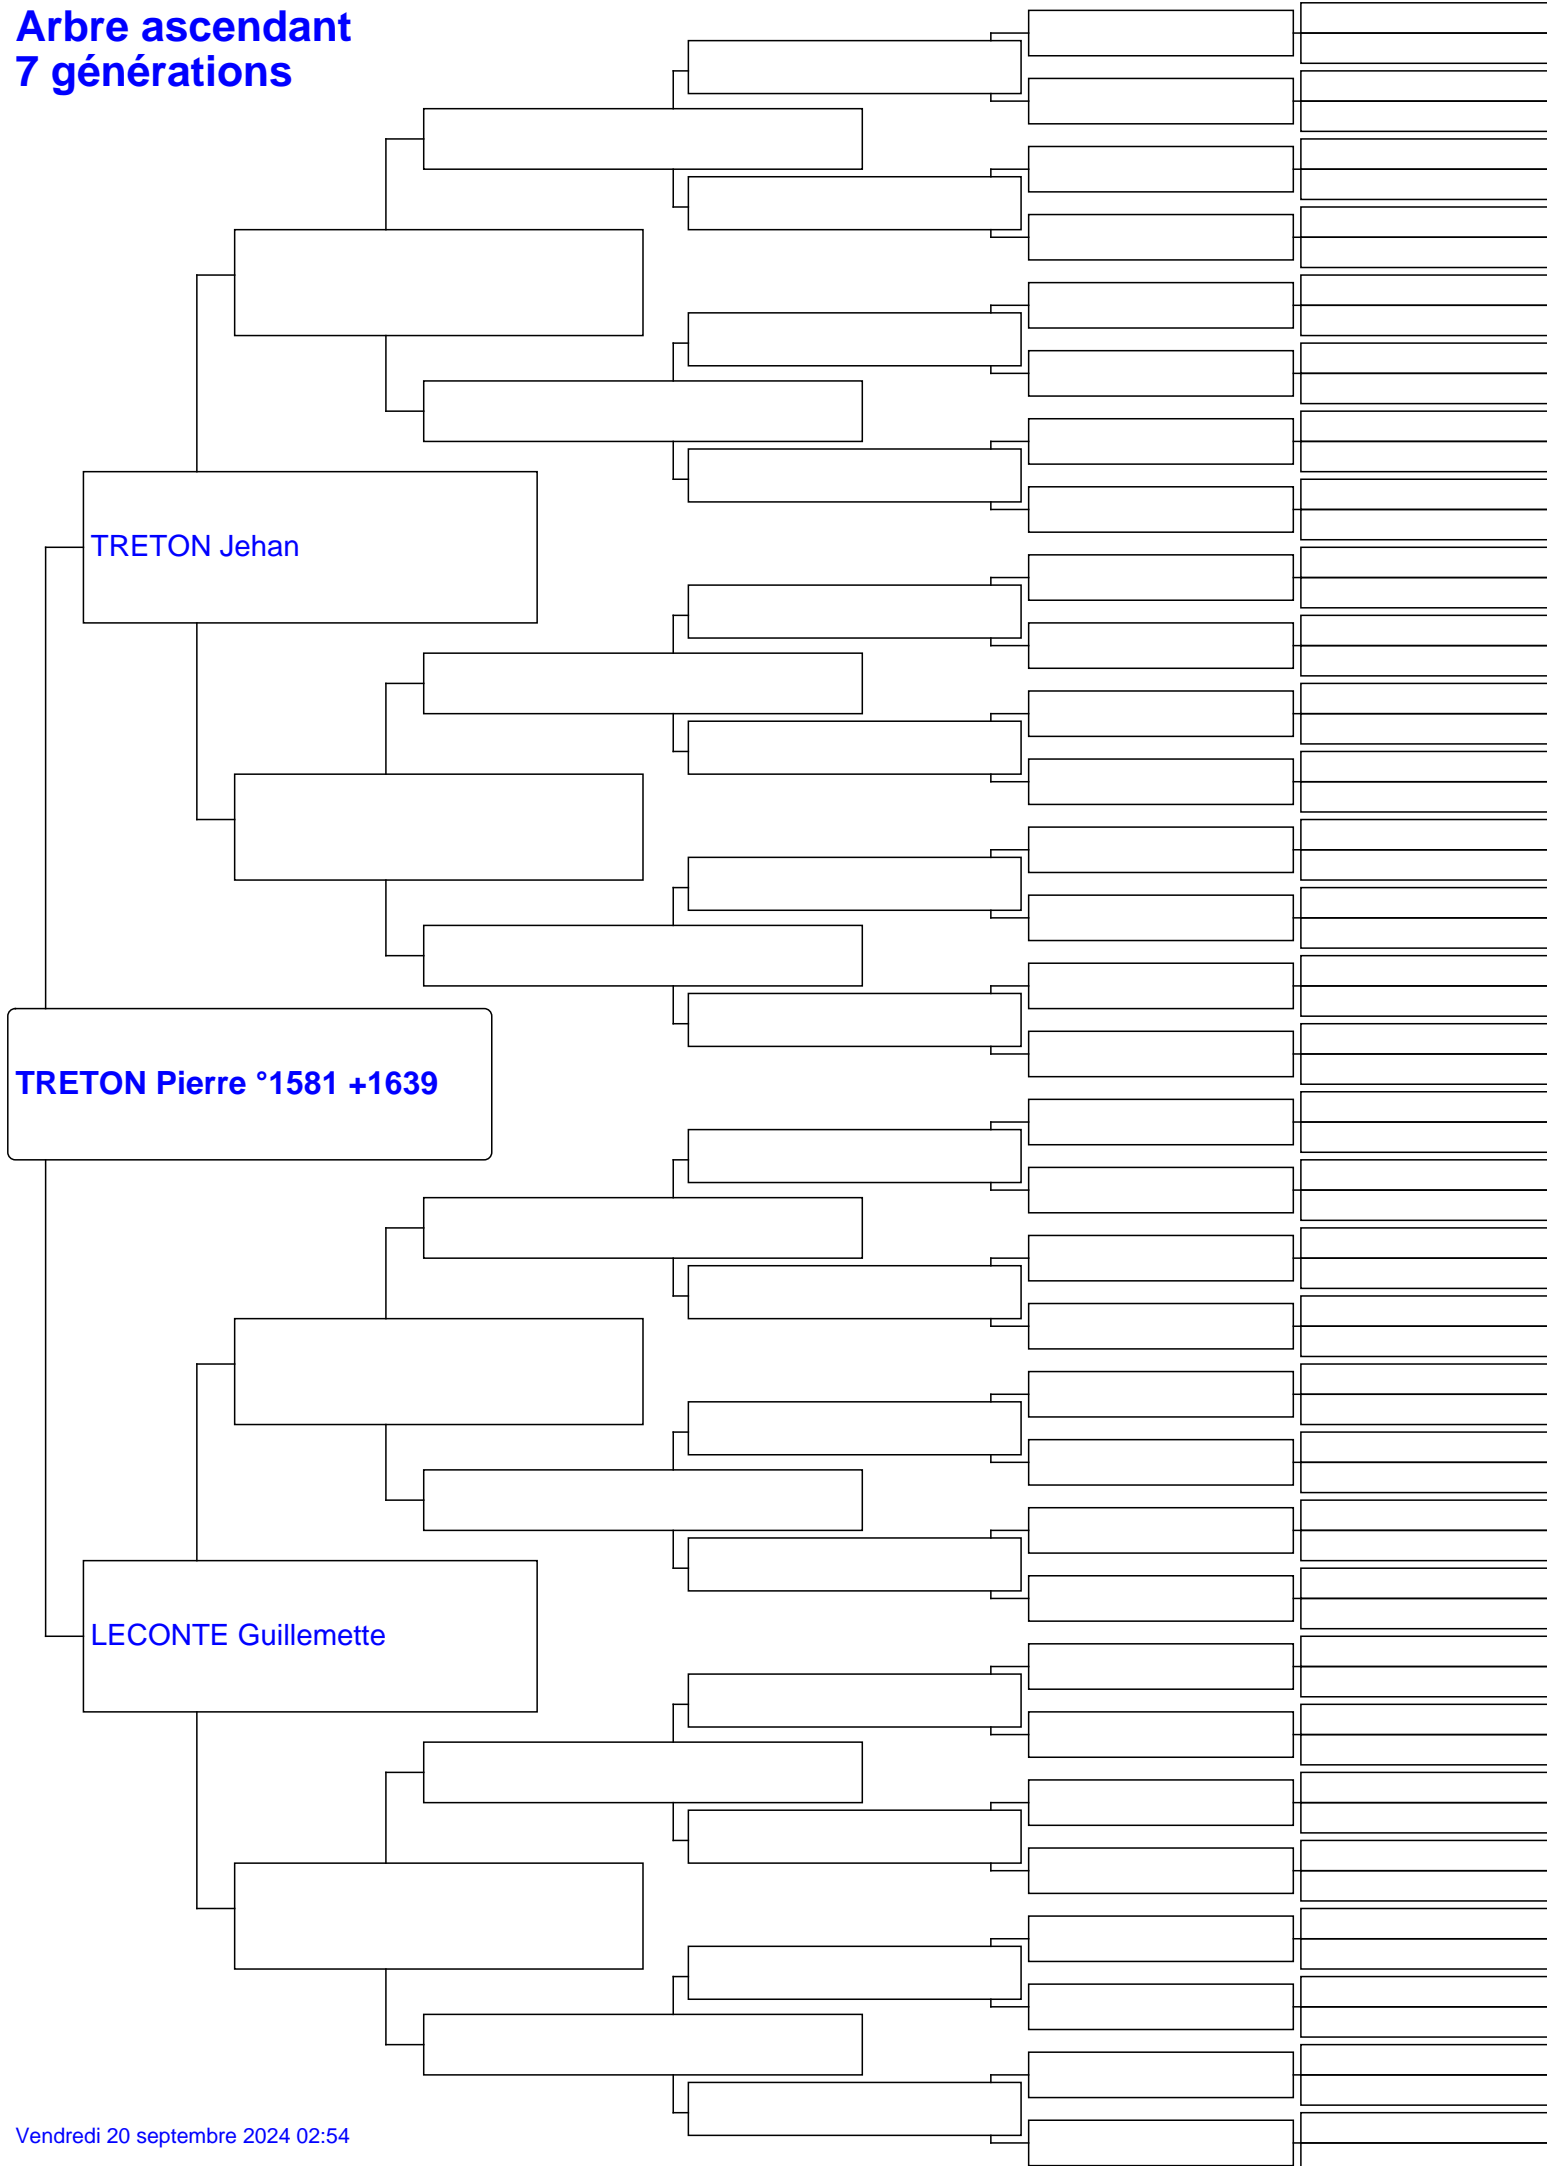 Arbre ascendant
7 générations
TRETON Jehan
TRETON Pierre °1581 +1639
LECONTE Guillemette
Vendredi 20 septembre 2024 02:54